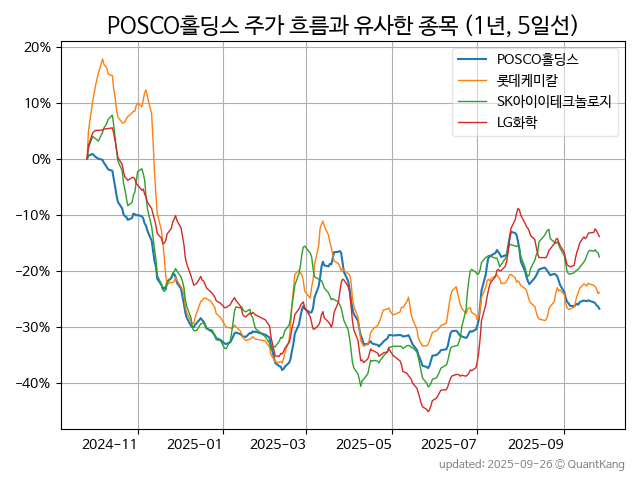 POSCO홀딩스 주가 흐름과 유사한 종목 (1년, 5일선)
POSCO홀딩스
롯데케미칼
SK아이이테크놀로지
LG화학
20%
10%
0%
−10%
−20%
−30%
−40%
2024-11
2025-01
2025-03
2025-05
2025-07
2025-09
updated: 2025-09-26 © QuantKang